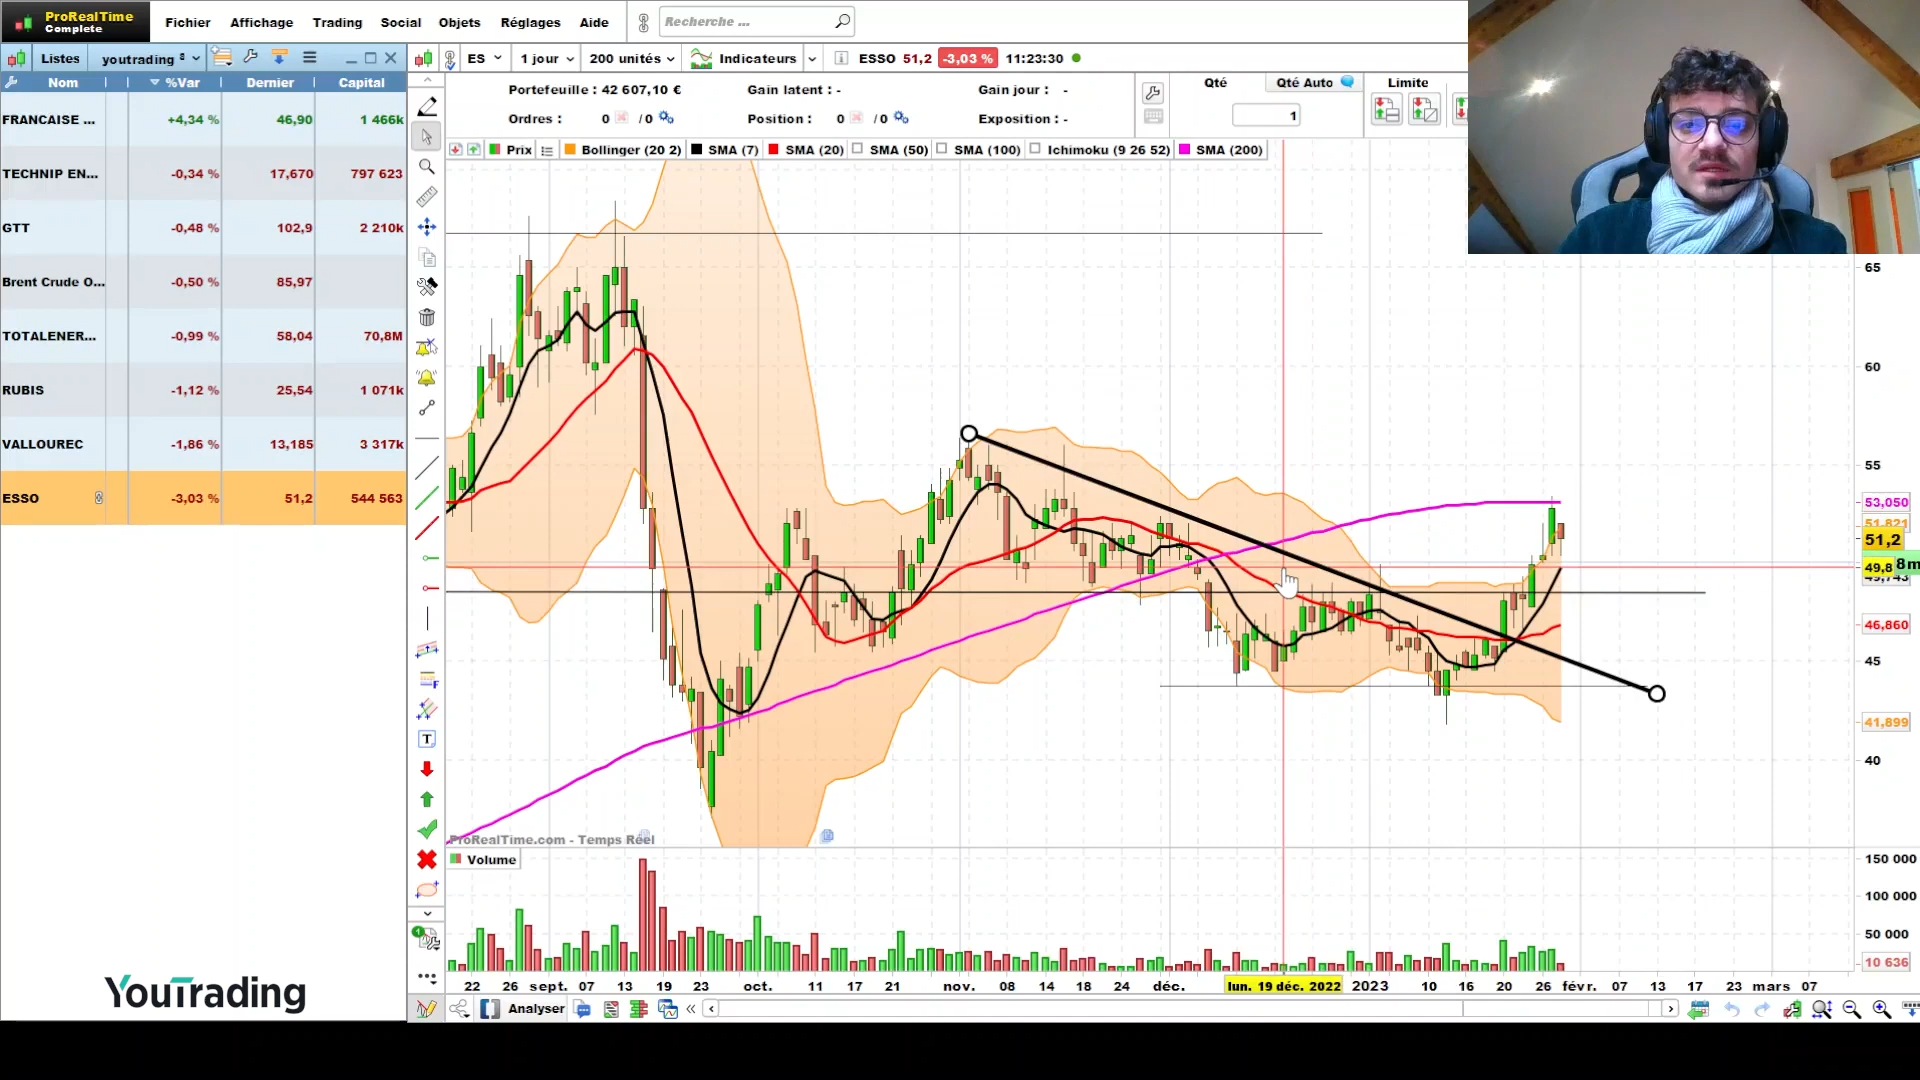 ProRealTime
Complete
Fichier Affichage Trading Social Objets Réglages Aide
Recherche ...
Listes youtrading 8
ES 1 jour 200 unités Indicateurs ESSO 51,2 -3,03 % 11:23:30
Nom %Var Dernier Capital
FRANCAISE ... +4,34 % 46,90 1 466k
TECHNIP EN... -0,34 % 17,670 797 623
GTT -0,48 % 102,9 2 210k
Brent Crude O... -0,50 % 85,97
TOTALENER... -0,99 % 58,04 70,8M
RUBIS -1,12 % 25,54 1 071k
VALLOUREC -1,86 % 13,185 3 317k
ESSO -3,03 % 51,2 544 563
YouTrading
Portefeuille : 42 607,10 € Gain latent : - Gain jour : -
Ordres : 0 / 0 Position : 0 / 0 Exposition : -
Qté Qté Auto Limite
1
Prix Bollinger (20 2) SMA (7) SMA (20) SMA (50) SMA (100) Ichimoku (9 26 52) SMA (200)
65
60
55
53,050
51,821
51,2
49,8 8m
46,860
45
41,899
40
ProRealTime.com - Temps Réel
Volume
150 000
100 000
50 000
10 636
22 26 sept. 07 13 19 23 oct. 11 17 21 nov. 08 14 18 24 déc. lun. 19 déc. 2022 2023 10 16 20 26 févr. 07 13 17 23 mars 07
Analyser